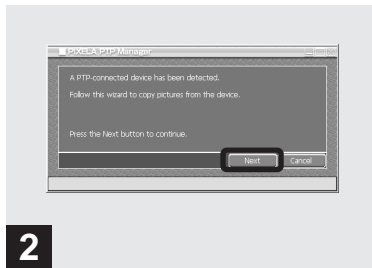 PIXELA PTP Manager
A PTP-connected device has been detected.
Follow this wizard to copy pictures from the device.
Press the Next button to continue.
Next Cancel
2